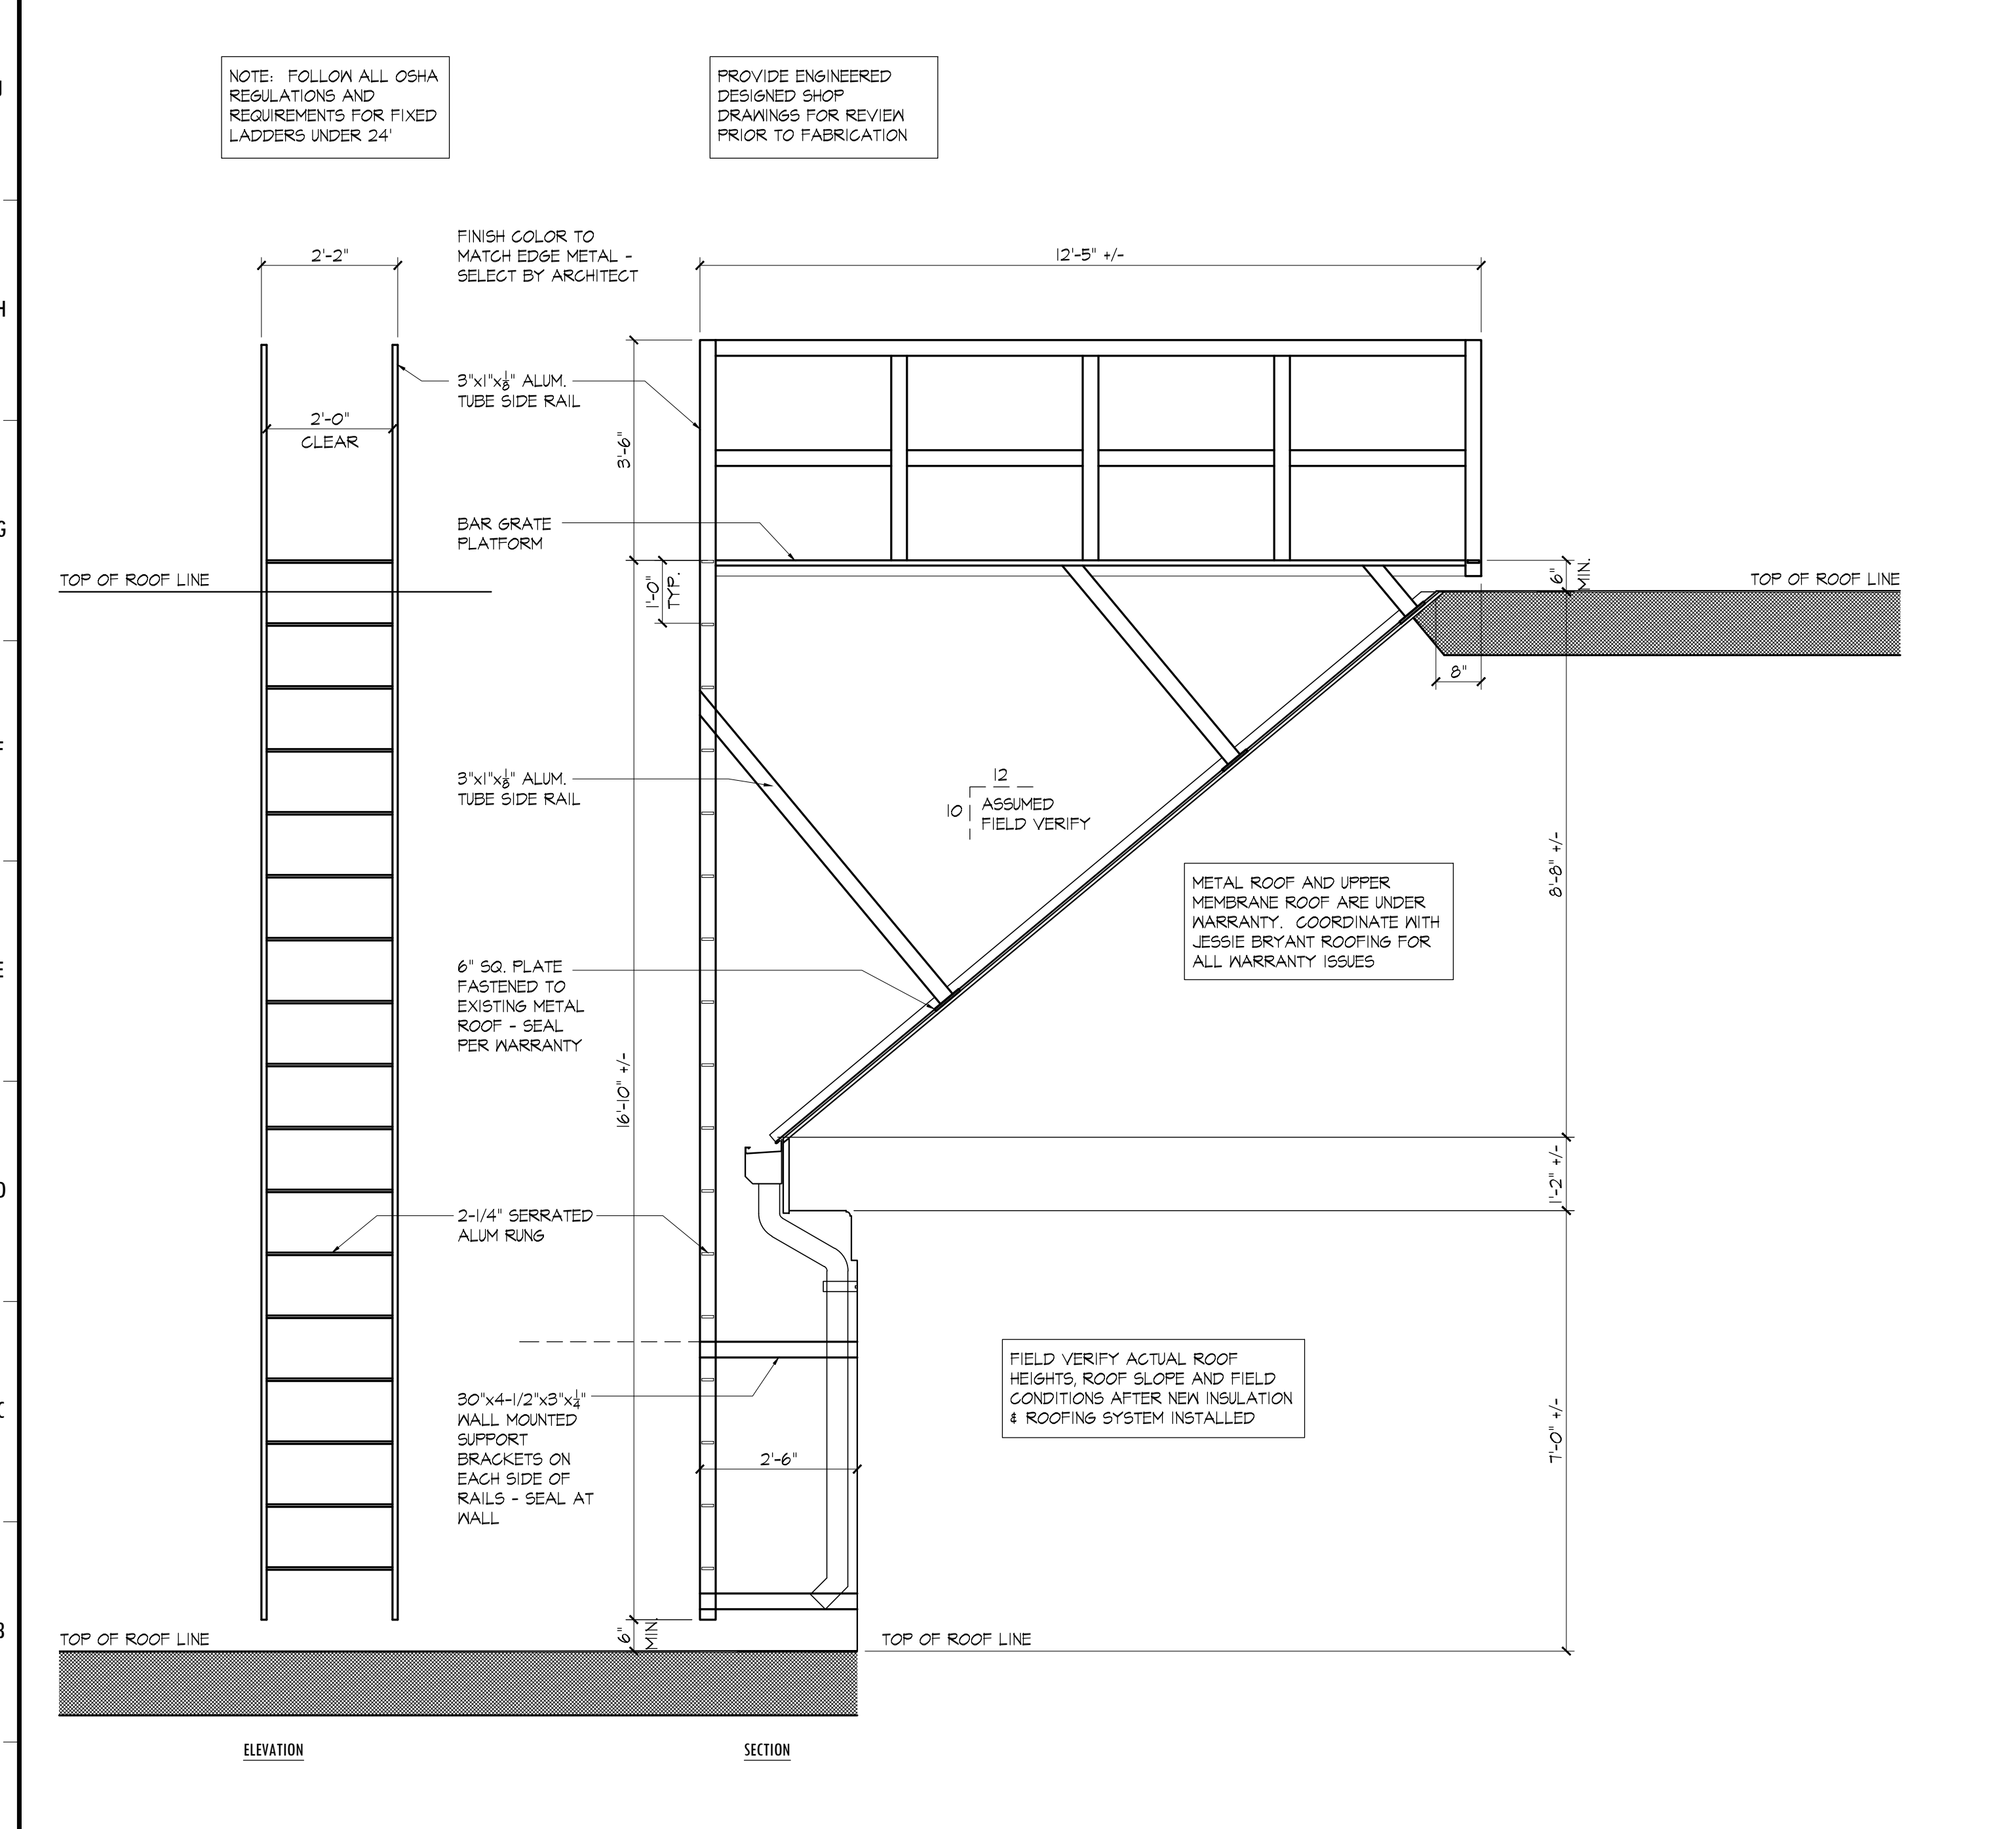 NOTE: FOLLOW ALL OSHA
REGULATIONS AND
REQUIREMENTS FOR FIXED
LADDERS UNDER 24'
PROVIDE ENGINEERED
DESIGNED SHOP
DRAWINGS FOR REVIEW
PRIOR TO FABRICATION
FINISH COLOR TO
MATCH EDGE METAL -
SELECT BY ARCHITECT
2'-2"
12'-5" +/-
3"x1"x1/8" ALUM.
TUBE SIDE RAIL
2'-0"
CLEAR
3'-6"
BAR GRATE
PLATFORM
TOP OF ROOF LINE
1'-0"
TYP.
6"
MIN.
TOP OF ROOF LINE
8"
3"x1"x1/8" ALUM.
TUBE SIDE RAIL
12
10
ASSUMED
FIELD VERIFY
8'-8" +/-
METAL ROOF AND UPPER
MEMBRANE ROOF ARE UNDER
WARRANTY. COORDINATE WITH
JESSIE BRYANT ROOFING FOR
ALL WARRANTY ISSUES
6" SQ. PLATE
FASTENED TO
EXISTING METAL
ROOF - SEAL
PER WARRANTY
16'-10" +/-
1'-2" +/-
2-1/4" SERRATED
ALUM RUNG
FIELD VERIFY ACTUAL ROOF
HEIGHTS, ROOF SLOPE AND FIELD
CONDITIONS AFTER NEW INSULATION
& ROOFING SYSTEM INSTALLED
30"x4-1/2"x3"x1/4"
WALL MOUNTED
SUPPORT
BRACKETS ON
EACH SIDE OF
RAILS - SEAL AT
WALL
2'-6"
7'-0" +/-
6"
MIN.
TOP OF ROOF LINE
TOP OF ROOF LINE
ELEVATION
SECTION